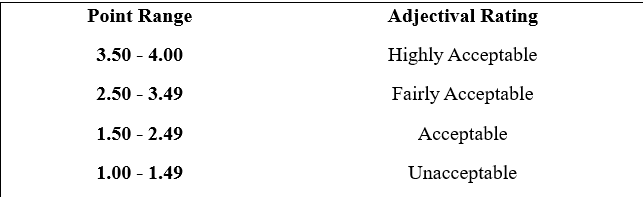 Point Range Adjectival Rating
3.50 - 4.00 Highly Acceptable
2.50 - 3.49 Fairly Acceptable
1.50 - 2.49 Acceptable
1.00 - 1.49 Unacceptable